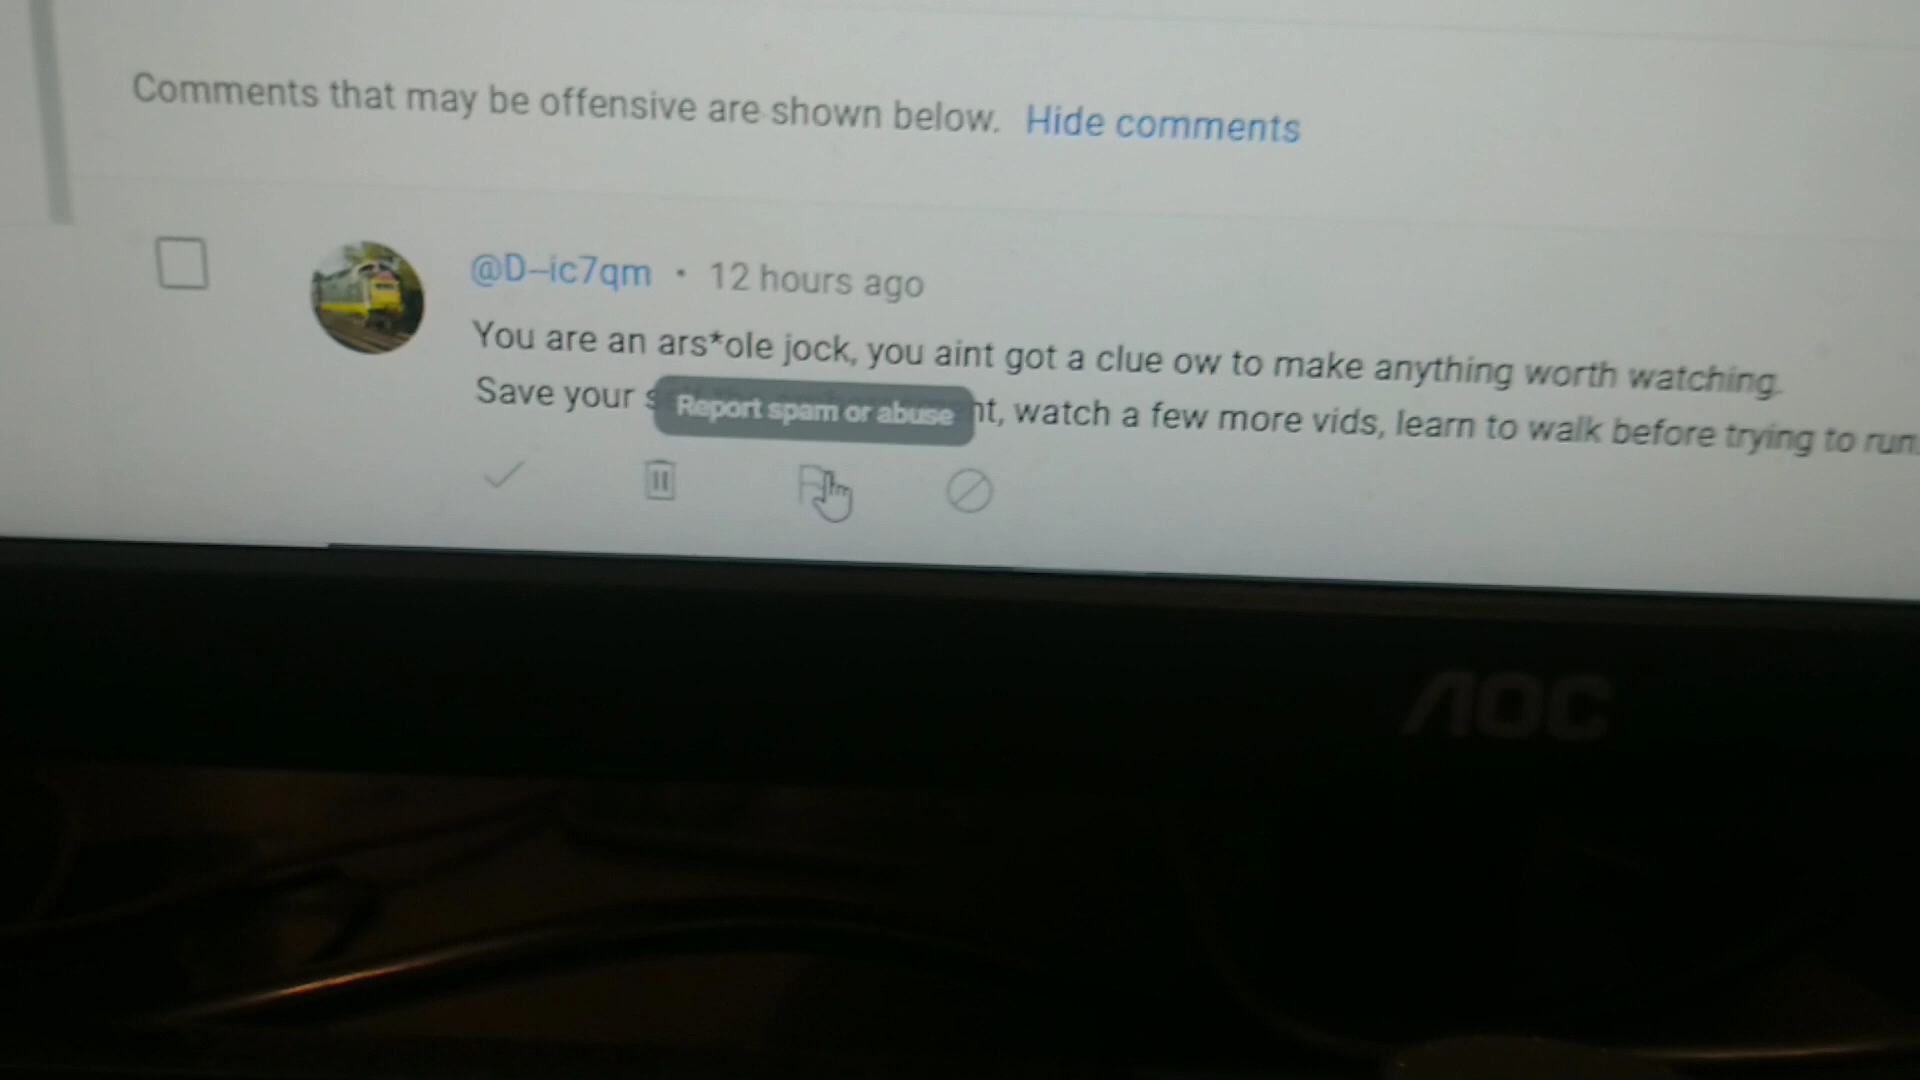 Comments that may be offensive are shown below. Hide comments
@D--ic7qm · 12 hours ago
You are an ars*ole jock, you aint got a clue ow to make anything worth watching.
Save your nt, watch a few more vids, learn to walk before trying to run.
Report spam or abuse
AOC